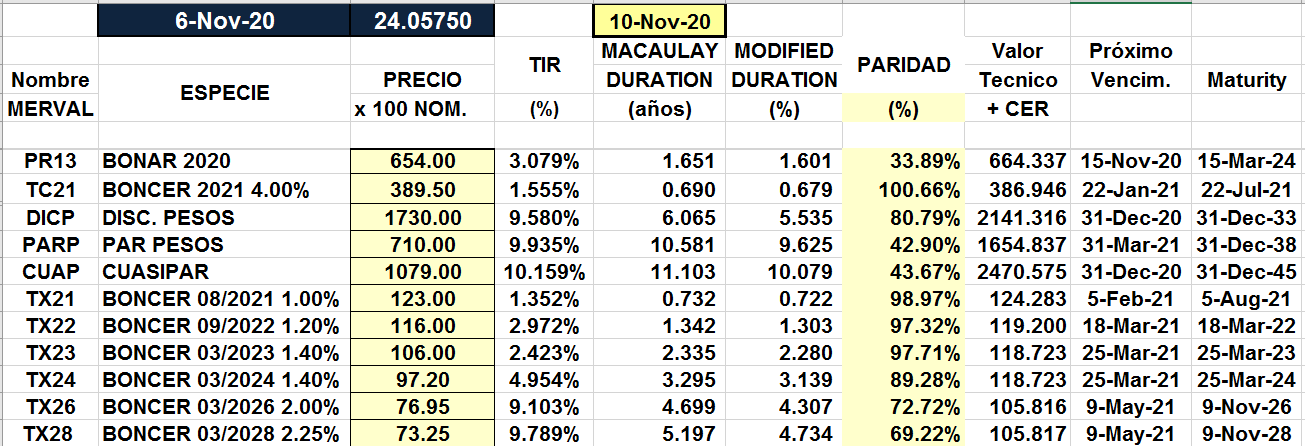 6-Nov-20 24.05750 10-Nov-20
MACAULAY MODIFIED Valor Próximo
TIR PARIDAD
Nombre PRECIO DURATION DURATION Tecnico Vencim. Maturity
ESPECIE
MERVAL x 100 NOM. (%) (años) (%) (%) + CER
PR13 BONAR 2020 654.00 3.079% 1.651 1.601 33.89% 664.337 15-Nov-20 15-Mar-24
TC21 BONCER 2021 4.00% 389.50 1.555% 0.690 0.679 100.66% 386.946 22-Jan-21 22-Jul-21
DICP DISC. PESOS 1730.00 9.580% 6.065 5.535 80.79% 2141.316 31-Dec-20 31-Dec-33
PARP PAR PESOS 710.00 9.935% 10.581 9.625 42.90% 1654.837 31-Mar-21 31-Dec-38
CUAP CUASIPAR 1079.00 10.159% 11.103 10.079 43.67% 2470.575 31-Dec-20 31-Dec-45
TX21 BONCER 08/2021 1.00% 123.00 1.352% 0.732 0.722 98.97% 124.283 5-Feb-21 5-Aug-21
TX22 BONCER 09/2022 1.20% 116.00 2.972% 1.342 1.303 97.32% 119.200 18-Mar-21 18-Mar-22
TX23 BONCER 03/2023 1.40% 106.00 2.423% 2.335 2.280 97.71% 118.723 25-Mar-21 25-Mar-23
TX24 BONCER 03/2024 1.40% 97.20 4.954% 3.295 3.139 89.28% 118.723 25-Mar-21 25-Mar-24
TX26 BONCER 03/2026 2.00% 76.95 9.103% 4.699 4.307 72.72% 105.816 9-May-21 9-Nov-26
TX28 BONCER 03/2028 2.25% 73.25 9.789% 5.197 4.734 69.22% 105.817 9-May-21 9-Nov-28